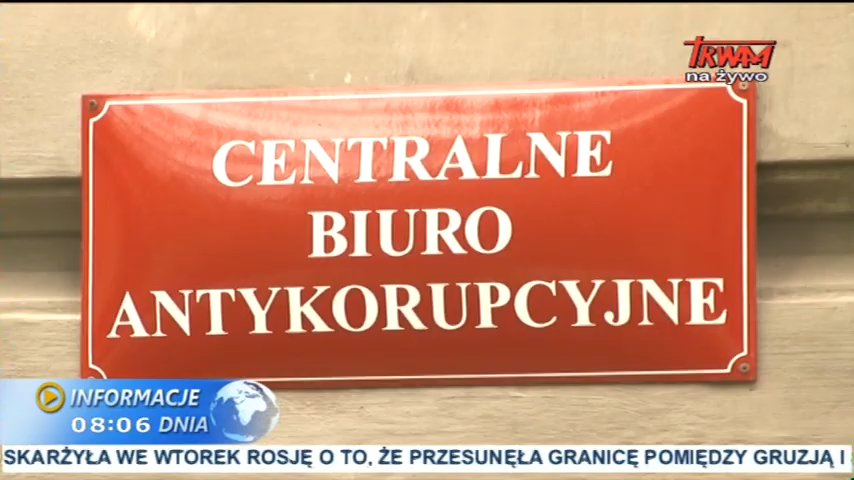 TRWAM
na żywo
CENTRALNE
BIURO
ANTYKORUPCYJNE
INFORMACJE
08:06 DNIA
SKARŻYŁA WE WTOREK ROSJĘ O TO, ŻE PRZESUNĘŁA GRANICĘ POMIĘDZY GRUZJĄ I